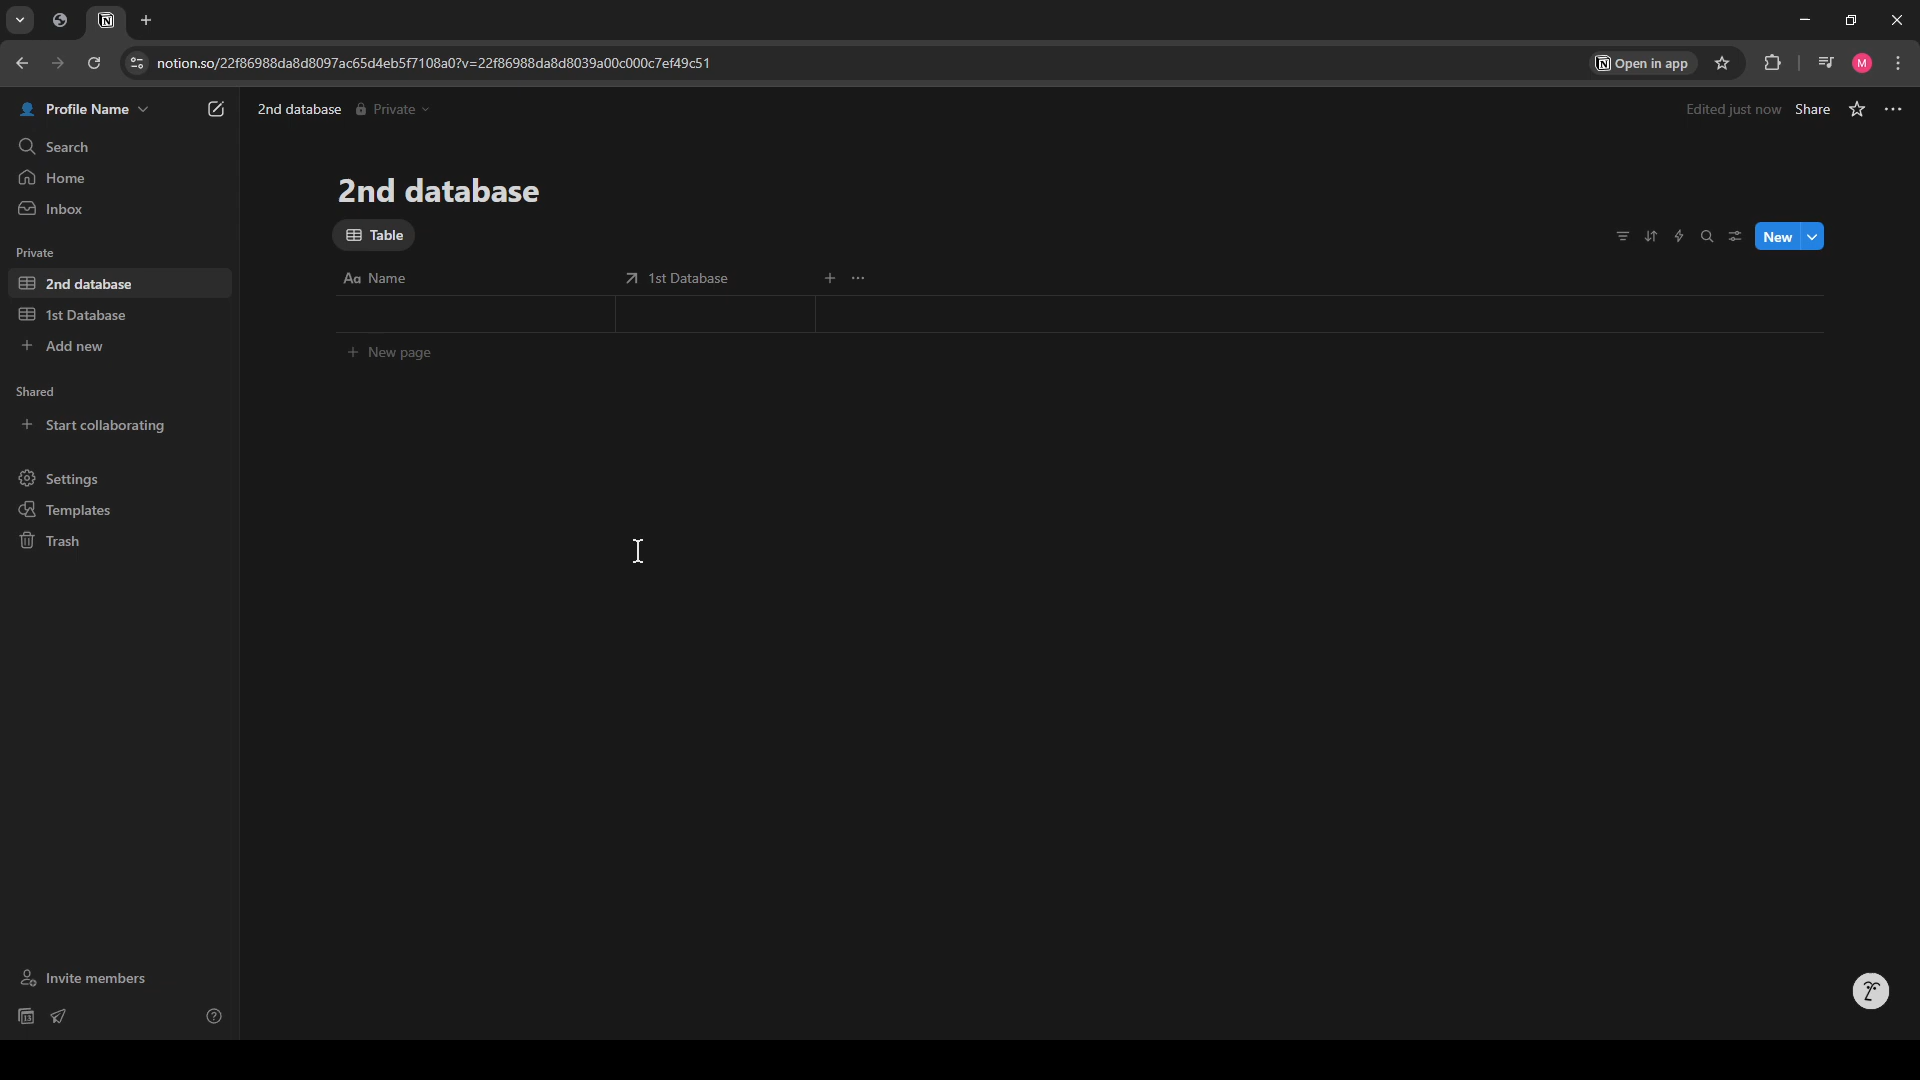 notion.so/22f86988da8d8097ac65d4eb5f7108a0?v=22f86988da8d8039a00c000c7ef49c51
Open in app
M
Profile Name
2nd database
Private
Edited just now
Share
Search
Home
Inbox
Private
2nd database
1st Database
Add new
Shared
Start collaborating
Settings
Templates
Trash
Invite members
13
2nd database
Table
New
Aa Name
1st Database
New page